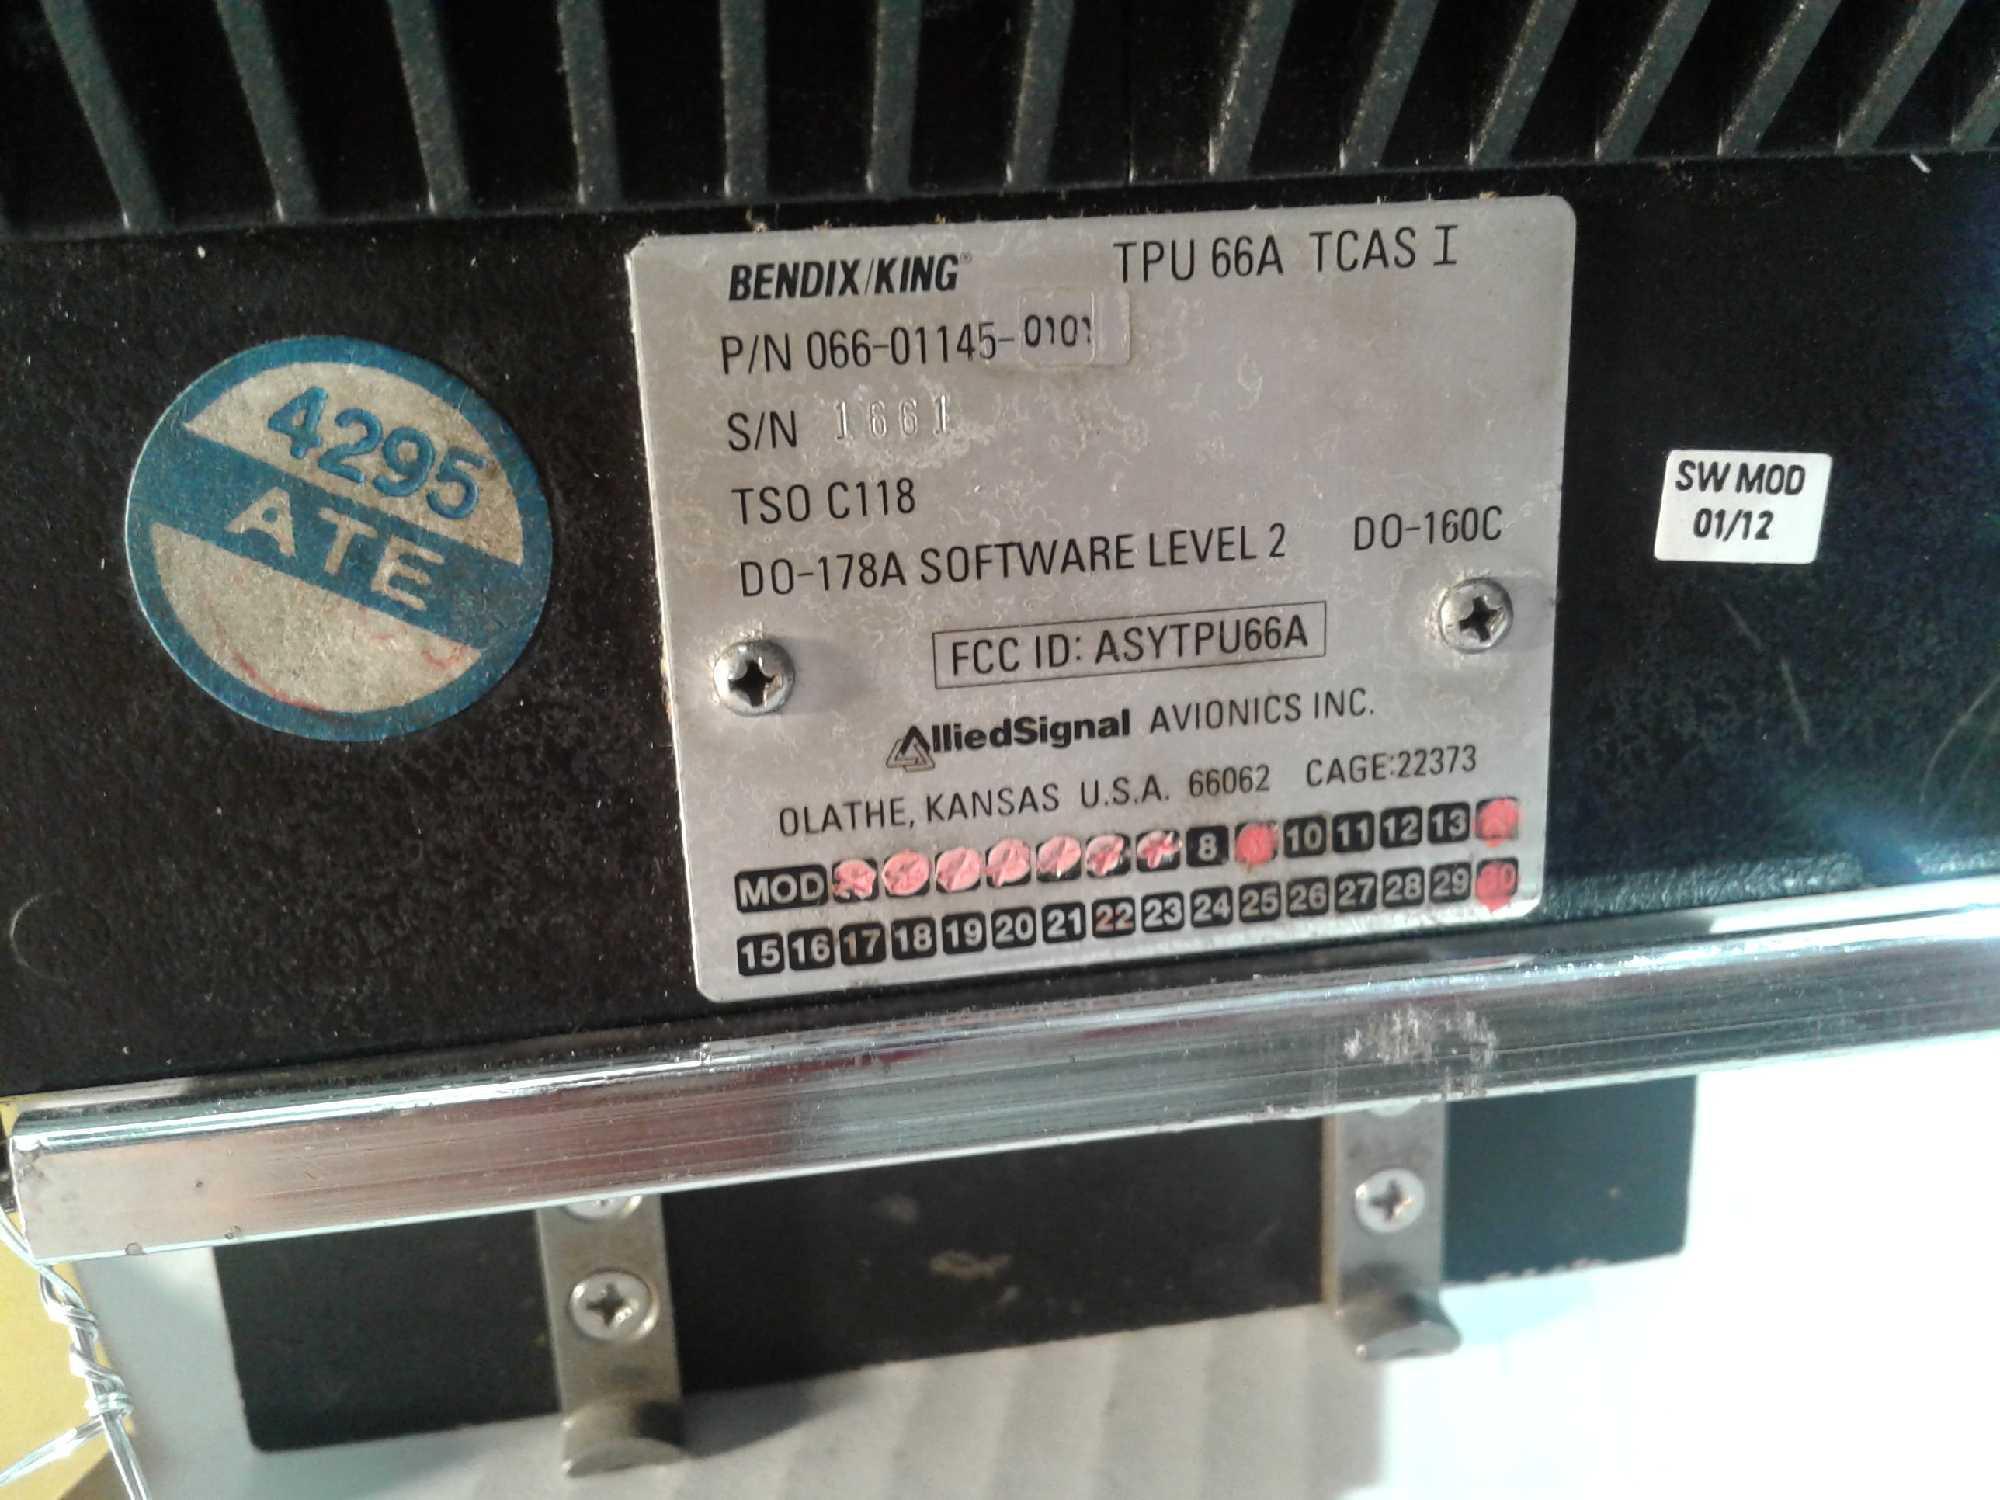 4295
ATE
BENDIX/KING® TPU 66A TCAS I
P/N 066-01145-0101
S/N 1661
TSO C118
DO-178A SOFTWARE LEVEL 2 DO-160C
FCC ID: ASYTPU66A
AlliedSignal AVIONICS INC.
OLATHE, KANSAS U.S.A. 66062 CAGE:22373
MOD 8 10 11 12 13
15 16 17 18 19 20 21 22 23 24 25 26 27 28 29 30
SW MOD
01/12